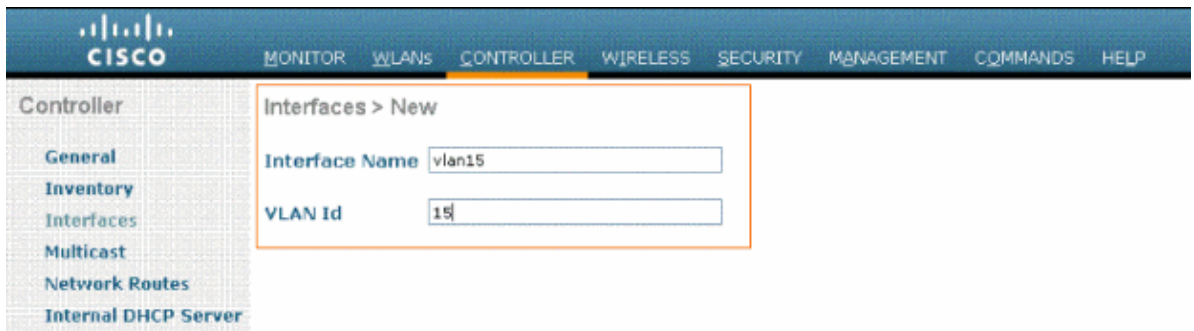 CISCO
MONITOR WLANs CONTROLLER WIRELESS SECURITY MANAGEMENT COMMANDS HELP
Controller
General
Inventory
Interfaces
Multicast
Network Routes
Internal DHCP Server
Interfaces > New
Interface Name vlan15
VLAN Id 15